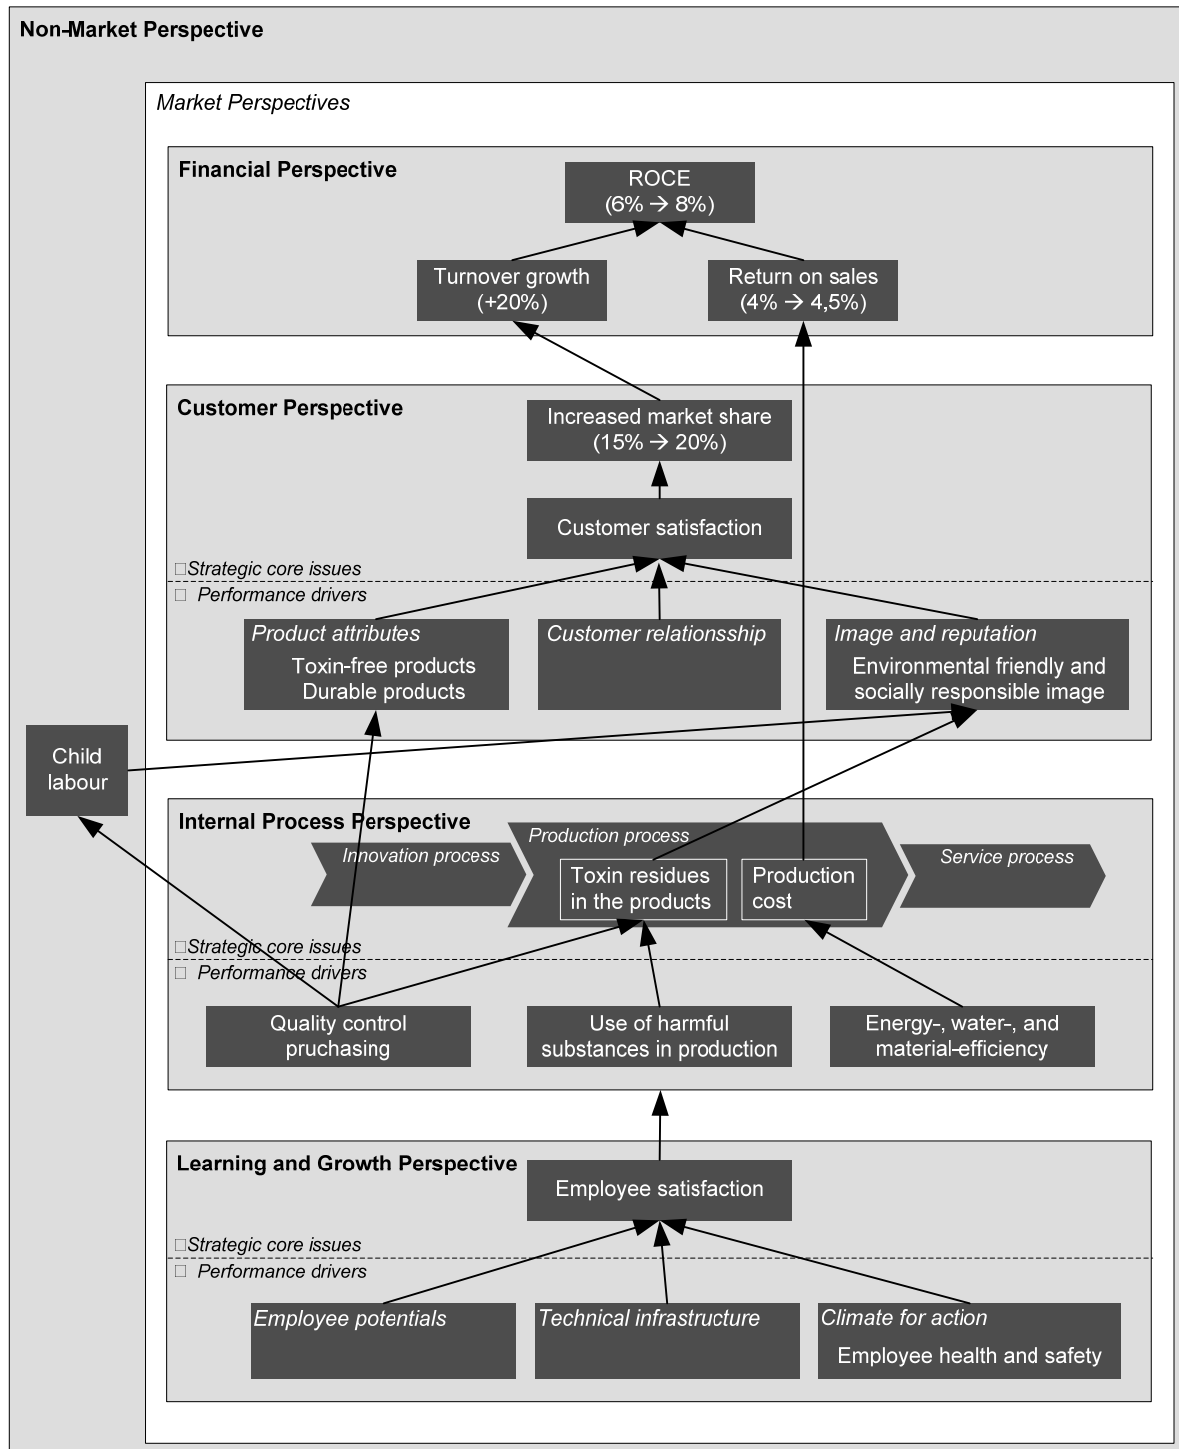 Non-Market Perspective
Market Perspectives
Financial Perspective
ROCE
(6% → 8%)
Turnover growth
(+20%)
Return on sales
(4% → 4,5%)
Customer Perspective
Increased market share
(15% → 20%)
Customer satisfaction
Strategic core issues
Performance drivers
Product attributes
Toxin-free products
Durable products
Customer relationsship
Image and reputation
Environmental friendly and
socially responsible image
Child
labour
Internal Process Perspective
Innovation process
Production process
Toxin residues
in the products
Production
cost
Service process
Strategic core issues
Performance drivers
Quality control
pruchasing
Use of harmful
substances in production
Energy-, water-, and
material-efficiency
Learning and Growth Perspective
Employee satisfaction
Strategic core issues
Performance drivers
Employee potentials
Technical infrastructure
Climate for action
Employee health and safety